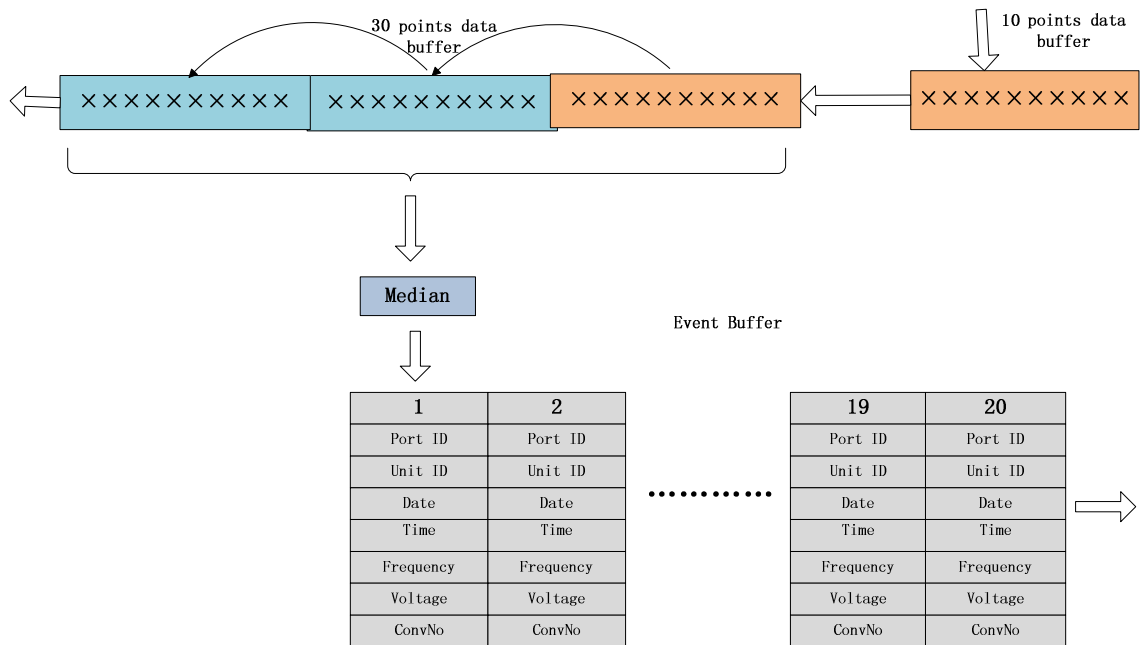 30 points data
buffer
10 points data
buffer
××××××××××
××××××××××
××××××××××
××××××××××
Median
Event Buffer
1 2 19 20
Port ID Port ID Port ID Port ID
Unit ID Unit ID Unit ID Unit ID
Date Date Date Date
Time Time Time Time
Frequency Frequency Frequency Frequency
Voltage Voltage Voltage Voltage
ConvNo ConvNo ConvNo ConvNo